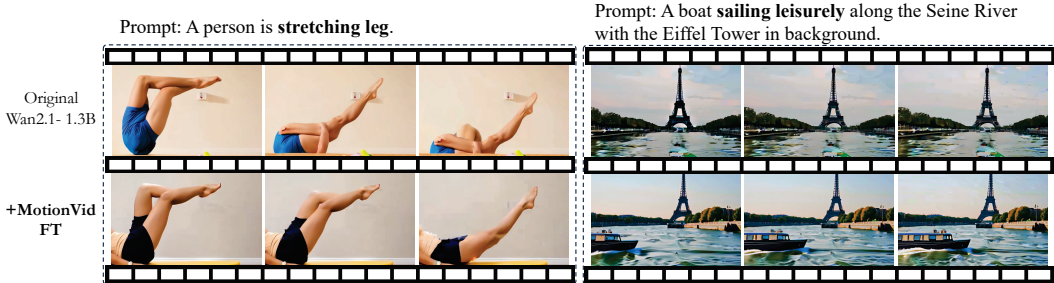 Prompt: A person is stretching leg.
Prompt: A boat sailing leisurely along the Seine River
with the Eiffel Tower in background.
Original
Wan2.1- 1.3B
+MotionVid
FT